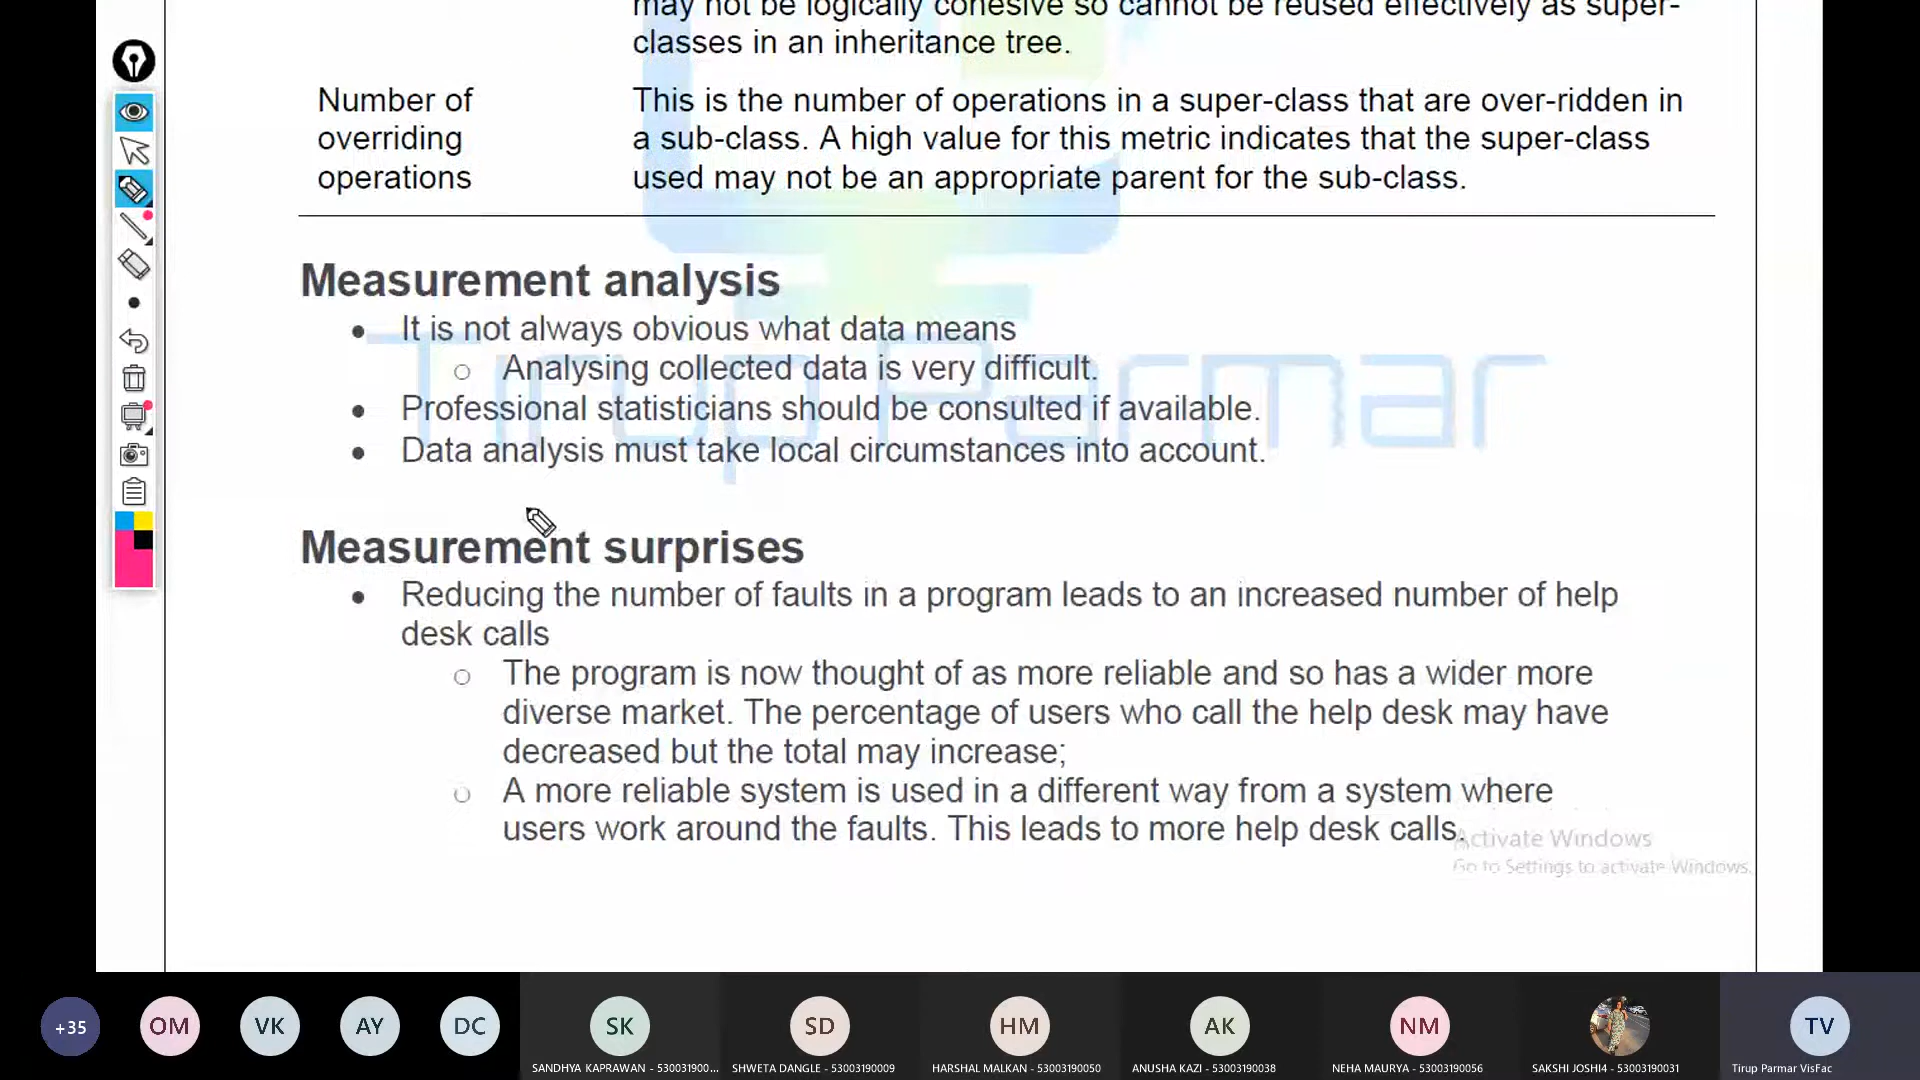 may not be logically cohesive so cannot be reused effectively as super-
classes in an inheritance tree.
Number of
overriding
operations
This is the number of operations in a super-class that are over-ridden in
a sub-class. A high value for this metric indicates that the super-class
used may not be an appropriate parent for the sub-class.
Measurement analysis
• It is not always obvious what data means
○ Analysing collected data is very difficult.
• Professional statisticians should be consulted if available.
• Data analysis must take local circumstances into account.
Tirup Parmar
Measurement surprises
• Reducing the number of faults in a program leads to an increased number of help
desk calls
○ The program is now thought of as more reliable and so has a wider more
diverse market. The percentage of users who call the help desk may have
decreased but the total may increase;
○ A more reliable system is used in a different way from a system where
users work around the faults. This leads to more help desk calls.
Activate Windows
Go to Settings to activate Windows.
+35
OM
VK
AY
DC
SK
SD
HM
AK
NM
TV
SANDHYA KAPRAWAN - 530031900...
SHWETA DANGLE - 53003190009
HARSHAL MALKAN - 53003190050
ANUSHA KAZI - 53003190038
NEHA MAURYA - 53003190056
SAKSHI JOSHI4 - 53003190031
Tirup Parmar VisFac